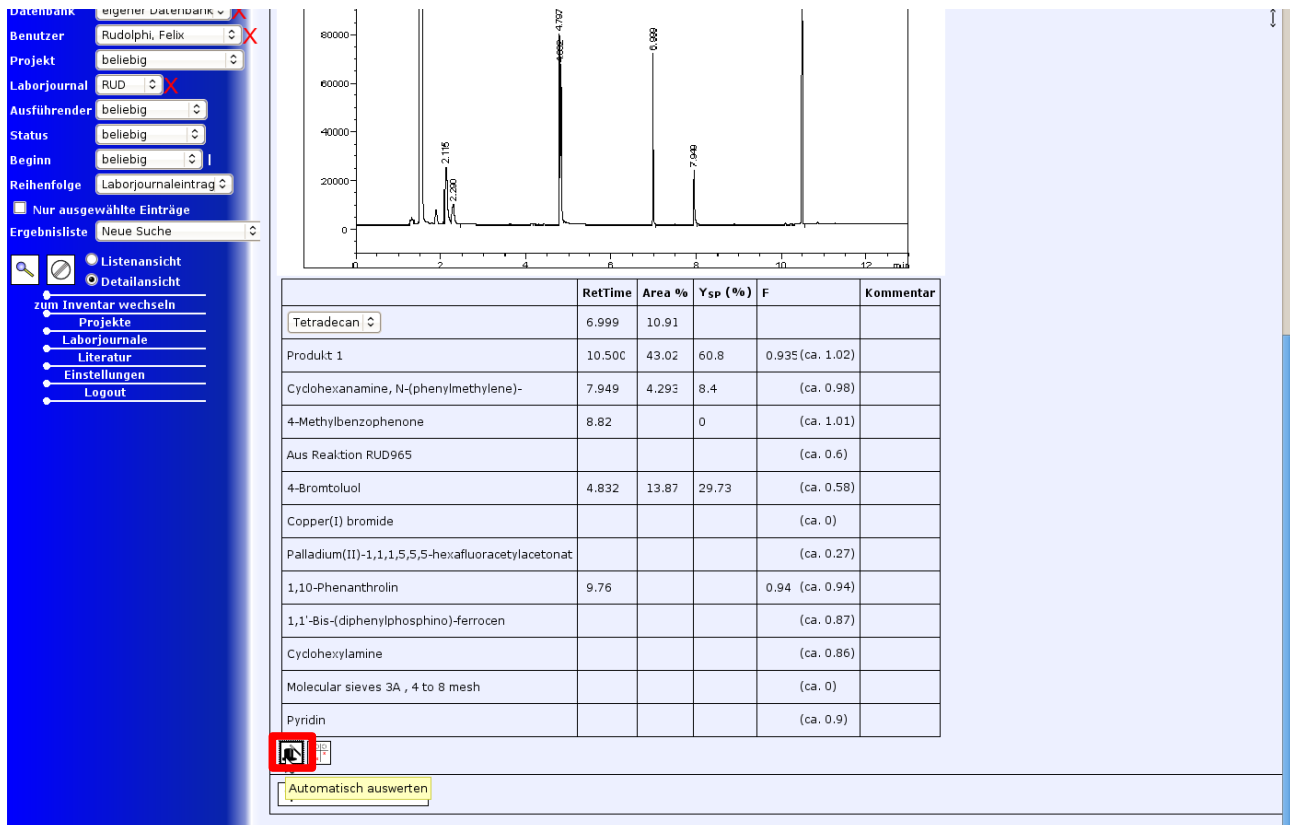 Datenbank eigener Datenbank X
Benutzer Rudolphi, Felix X
Projekt beliebig
Laborjournal RUD X
Ausführender beliebig
Status beliebig
Beginn beliebig
Reihenfolge Laborjournaleintrag
Nur ausgewählte Einträge
Ergebnisliste Neue Suche
Listenansicht
Detailansicht
zum Inventar wechseln
Projekte
Laborjournale
Literatur
Einstellungen
Logout
80000
60000
40000
20000
0
2.115
2.290
4.797
6.999
7.949
0 2 4 6 8 10 12 min
RetTime Area % YSP (%) F Kommentar
Tetradecan 6.999 10.91
Produkt 1 10.500 43.02 60.8 0.935 (ca. 1.02)
Cyclohexanamine, N-(phenylmethylene)- 7.949 4.293 8.4 (ca. 0.98)
4-Methylbenzophenone 8.82 0 (ca. 1.01)
Aus Reaktion RUD965 (ca. 0.6)
4-Bromtoluol 4.832 13.87 29.73 (ca. 0.58)
Copper(I) bromide (ca. 0)
Palladium(II)-1,1,1,5,5,5-hexafluoracetylacetonat (ca. 0.27)
1,10-Phenanthrolin 9.76 0.94 (ca. 0.94)
1,1'-Bis-(diphenylphosphino)-ferrocen (ca. 0.87)
Cyclohexylamine (ca. 0.86)
Molecular sieves 3A , 4 to 8 mesh (ca. 0)
Pyridin (ca. 0.9)
Automatisch auswerten